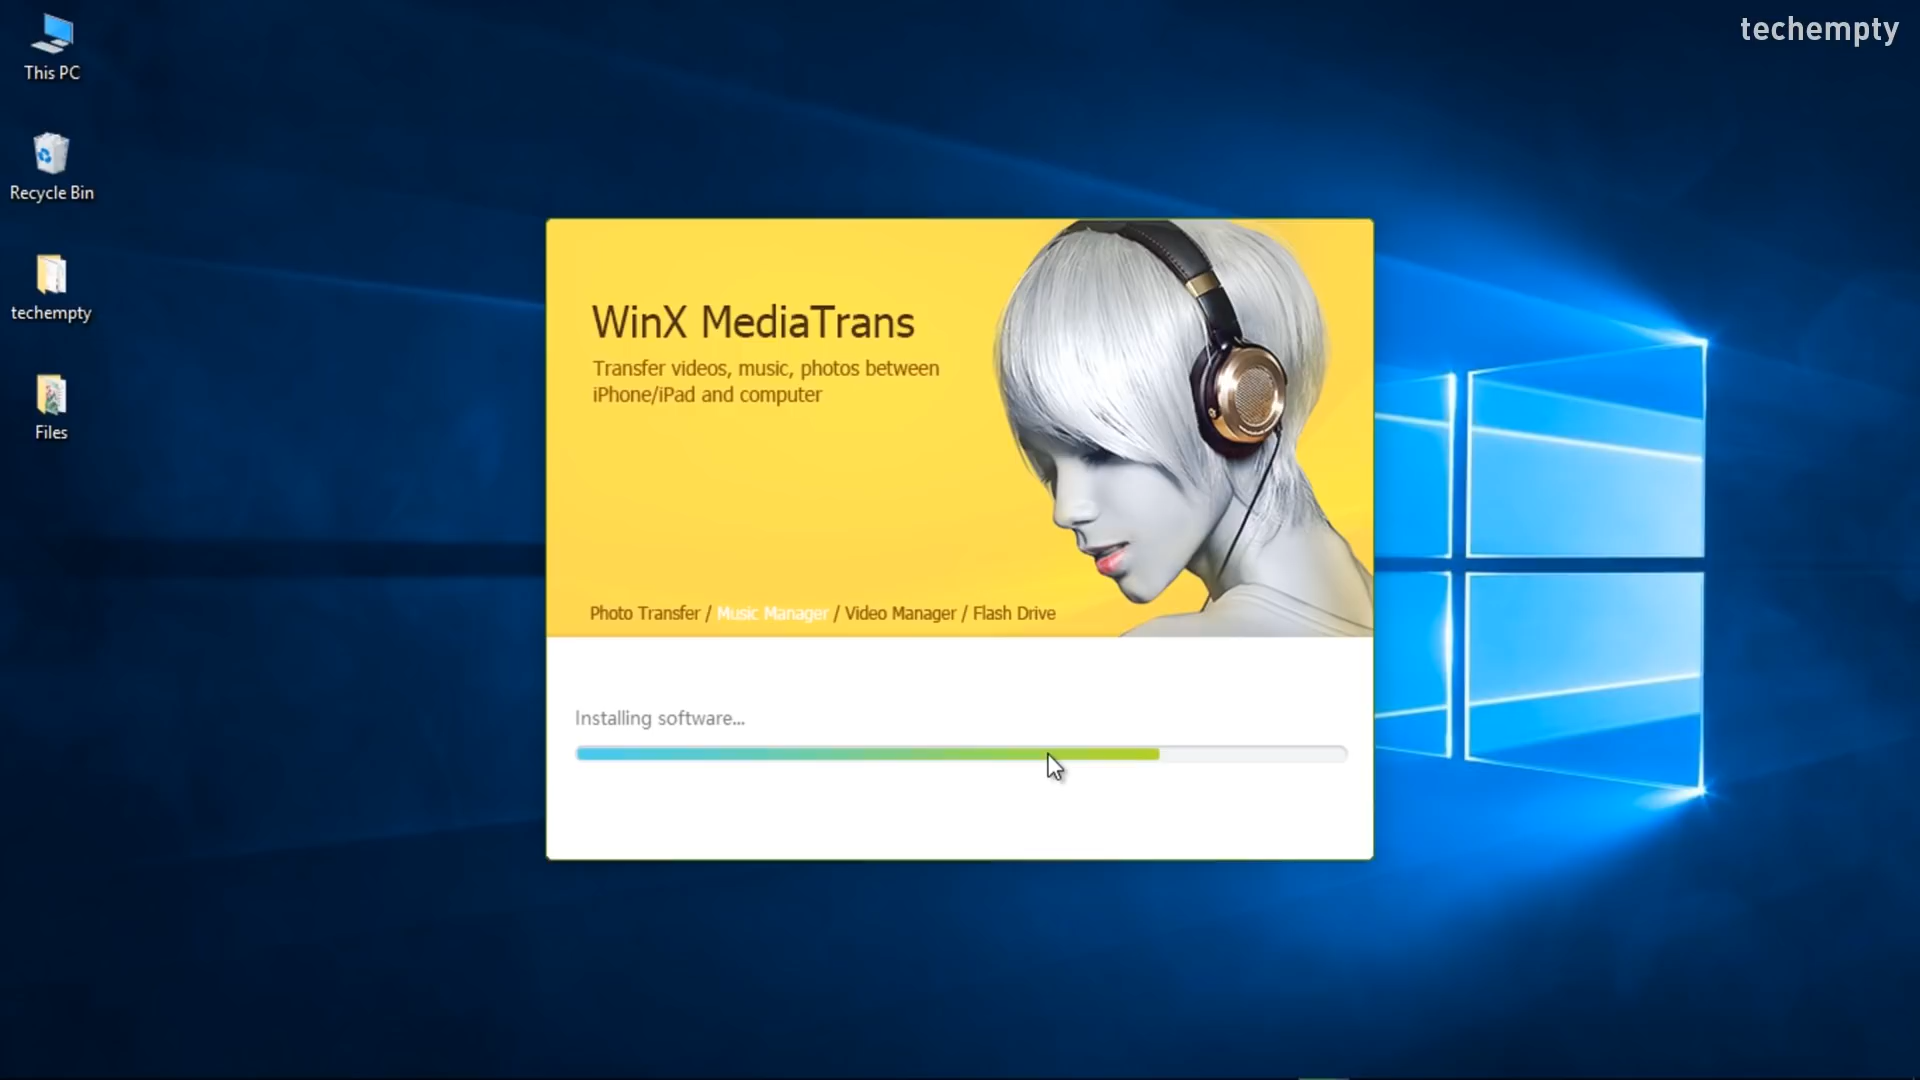 techempty
This PC
Recycle Bin
techempty
Files
WinX MediaTrans
Transfer videos, music, photos between
iPhone/iPad and computer
Photo Transfer / Music Manager / Video Manager / Flash Drive
Installing software...